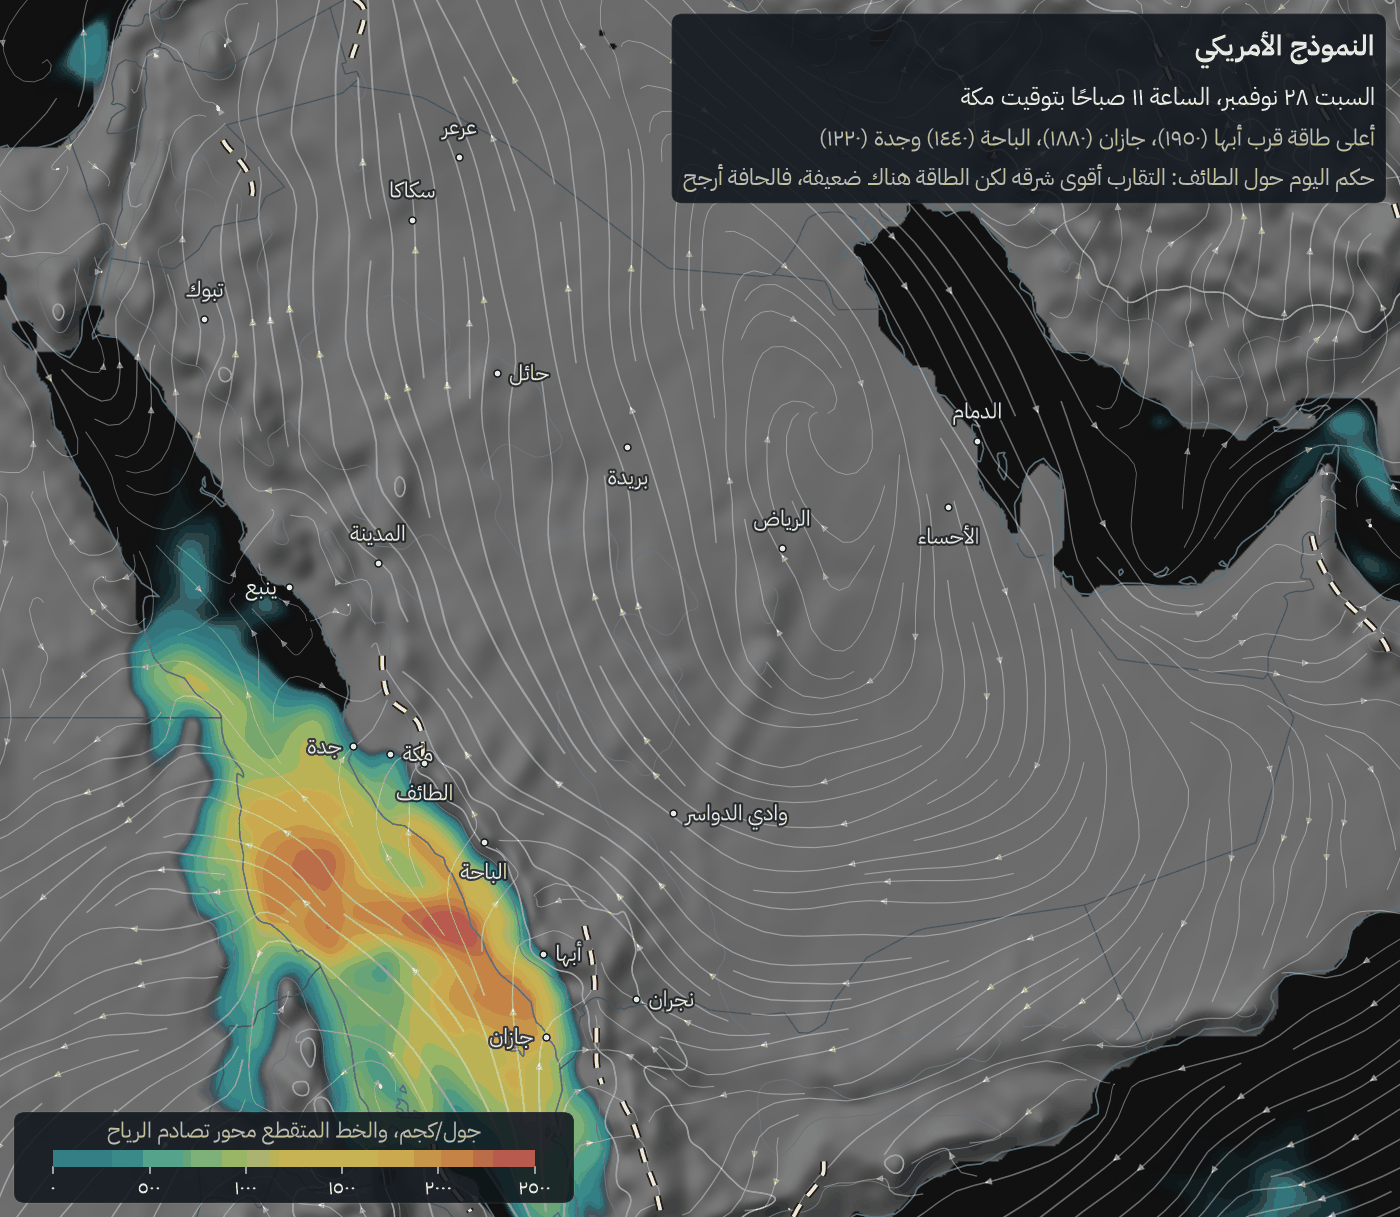 النموذج الأمريكي
السبت ٢٨ نوفمبر، الساعة ١١ صباحًا بتوقيت مكة
أعلى طاقة قرب أبها (١٩٥٠)، جازان (١٨٨٠)، الباحة (١٤٤٠) وجدة (١٢٢٠)
حكم اليوم حول الطائف: التقارب أقوى شرقه لكن الطاقة هناك ضعيفة، فالحافة أرجح
عرعر
سكاكا
تبوك
حائل
الدمام
بريدة
الرياض
المدينة
الأحساء
ينبع
جدة
مكة
الطائف
وادي الدواسر
الباحة
أبها
نجران
جازان
جول/كجم، والخط المتقطع محور تصادم الرياح
٠ ٥٠٠ ١٠٠٠ ١٥٠٠ ٢٠٠٠ ٢٥٠٠